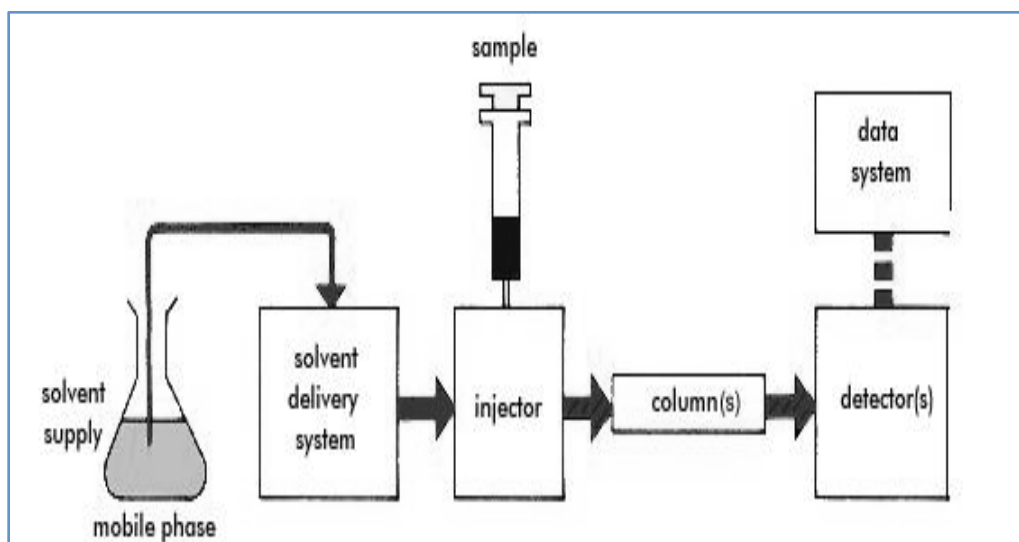 sample
data
system
solvent
supply
mobile phase
solvent
delivery
system
injector
column(s)
detector(s)